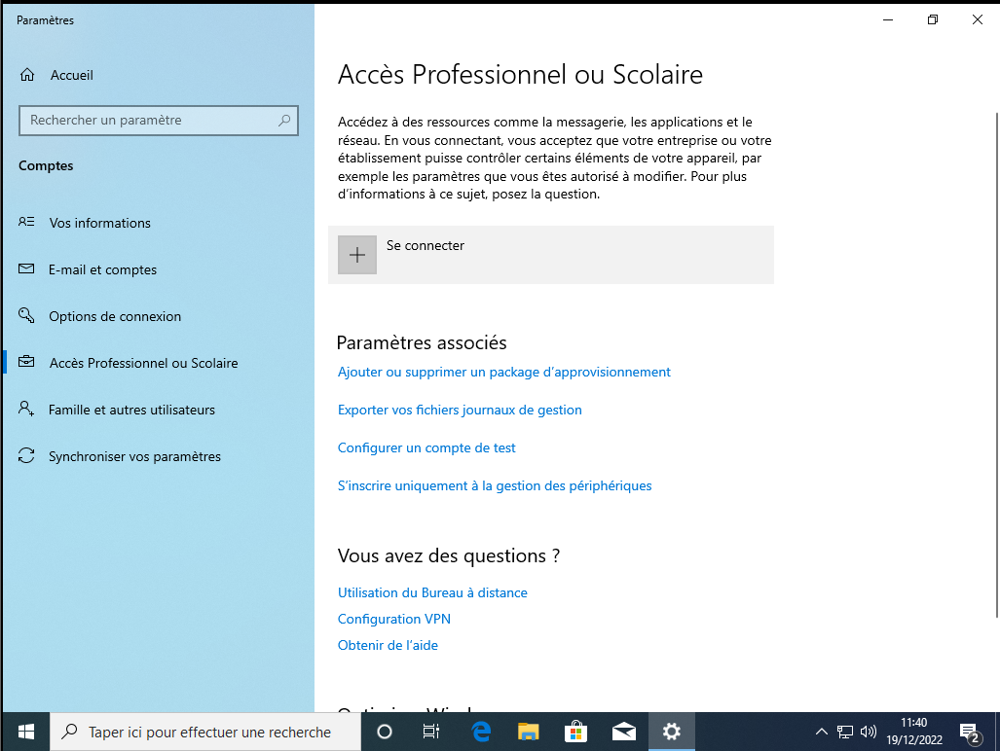 Paramètres
Accueil
Rechercher un paramètre
Comptes
Vos informations
E-mail et comptes
Options de connexion
Accès Professionnel ou Scolaire
Famille et autres utilisateurs
Synchroniser vos paramètres
Accès Professionnel ou Scolaire
Accédez à des ressources comme la messagerie, les applications et le
réseau. En vous connectant, vous acceptez que votre entreprise ou votre
établissement puisse contrôler certains éléments de votre appareil, par
exemple les paramètres que vous êtes autorisé à modifier. Pour plus
d’informations à ce sujet, posez la question.
Se connecter
Paramètres associés
Ajouter ou supprimer un package d’approvisionnement
Exporter vos fichiers journaux de gestion
Configurer un compte de test
S’inscrire uniquement à la gestion des périphériques
Vous avez des questions ?
Utilisation du Bureau à distance
Configuration VPN
Obtenir de l’aide
Taper ici pour effectuer une recherche
11:40
19/12/2022
2